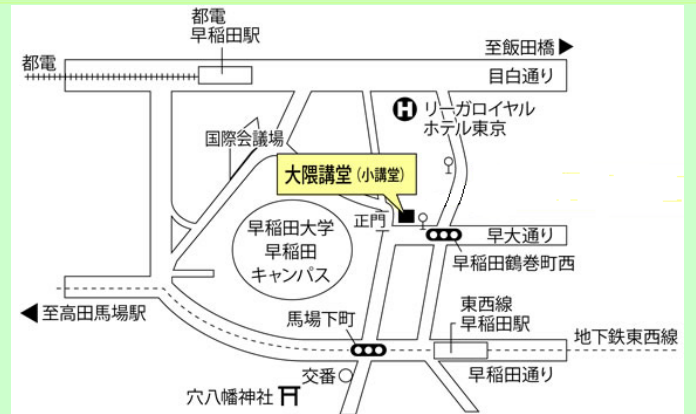 都電
早稲田駅
都電
至飯田橋
目白通り
H リーガロイヤル
ホテル東京
国際会議場
大隈講堂(小講堂)
正門
早稲田大学
早稲田
キャンパス
早大通り
早稲田鶴巻町西
至高田馬場駅
馬場下町
東西線
早稲田駅
地下鉄東西線
早稲田通り
交番
穴八幡神社